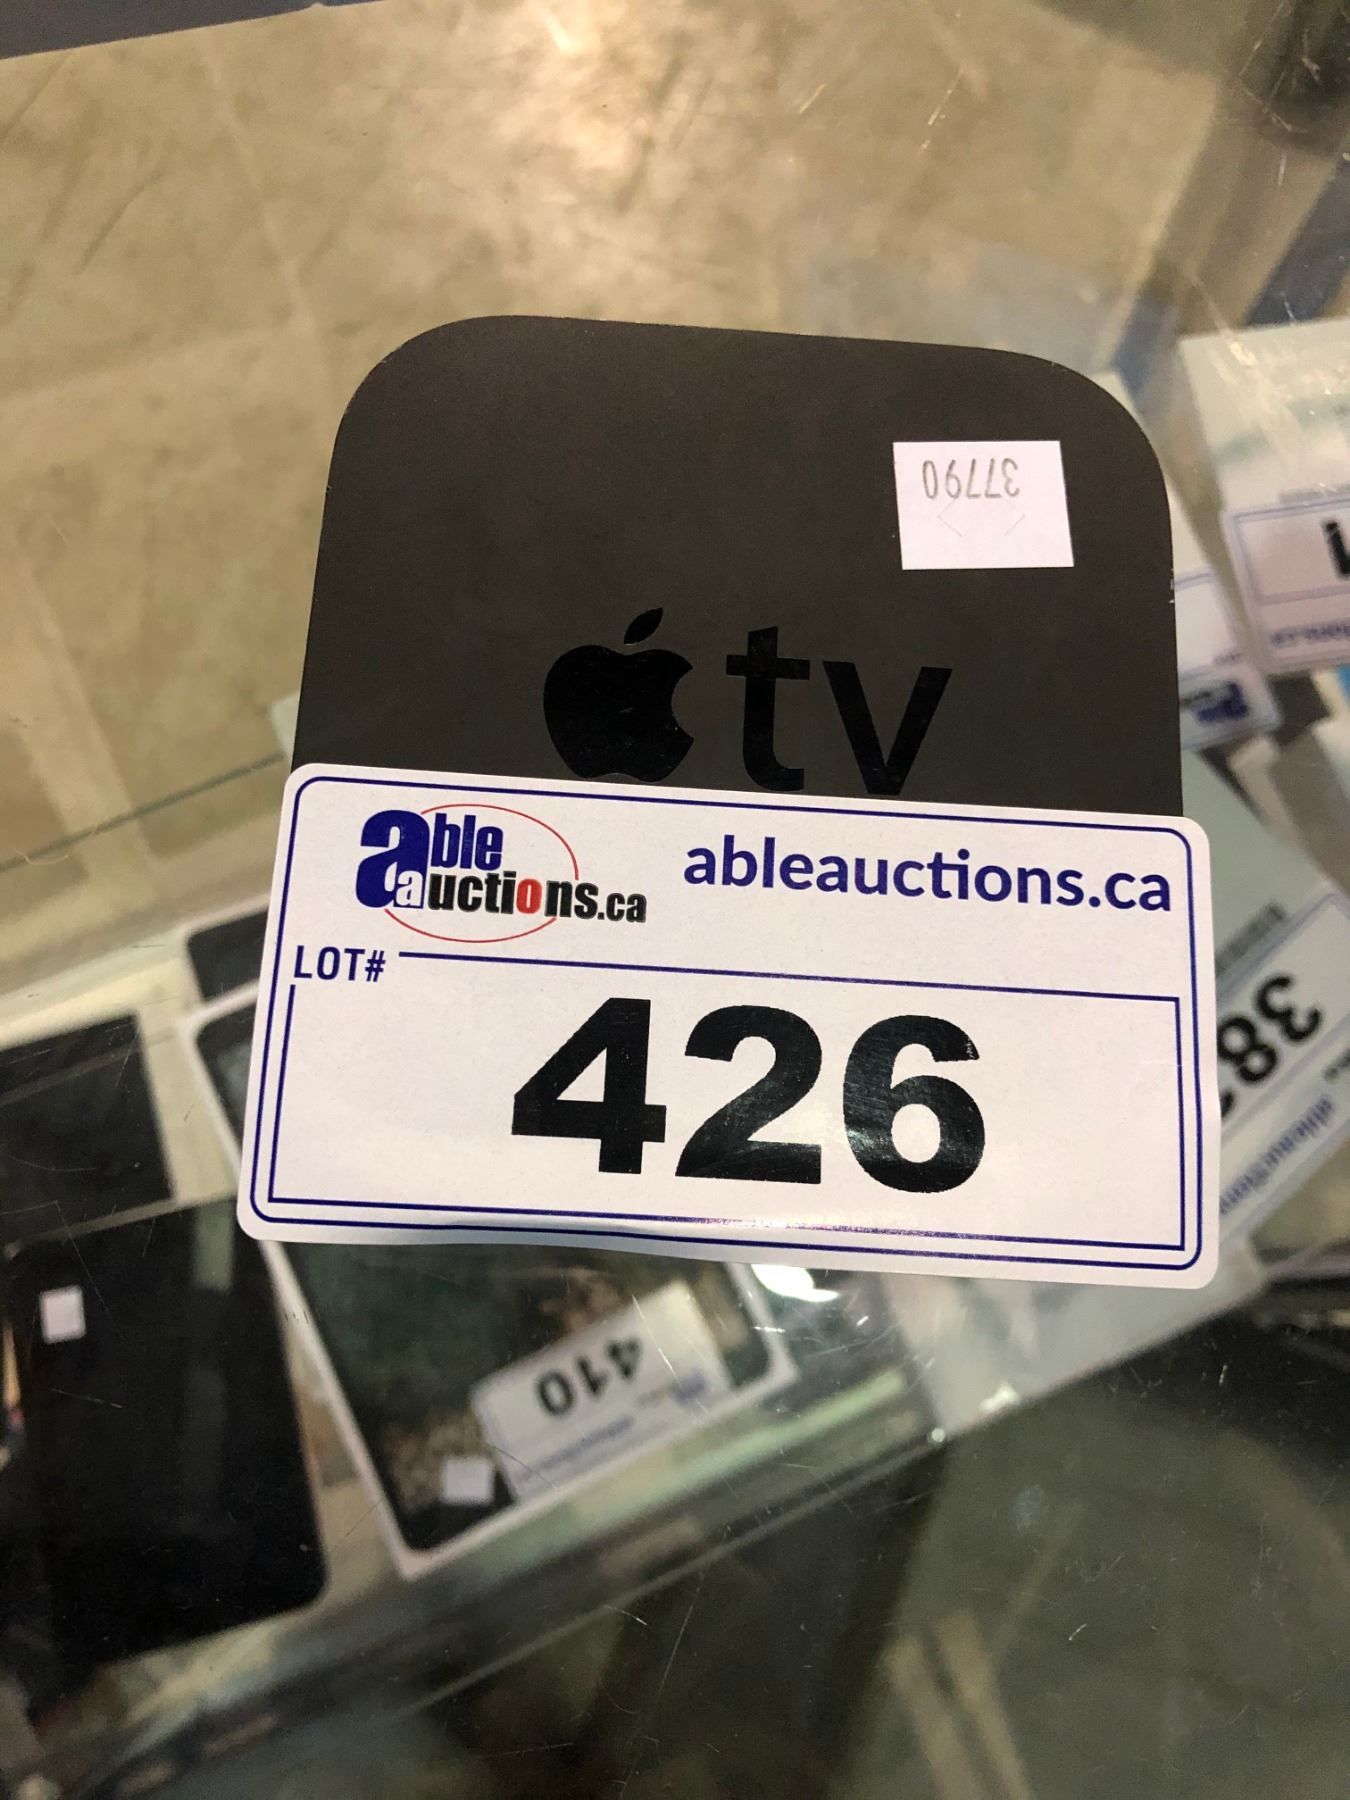 37790
tv
able
auctions.ca
ableauctions.ca
LOT#
426
410